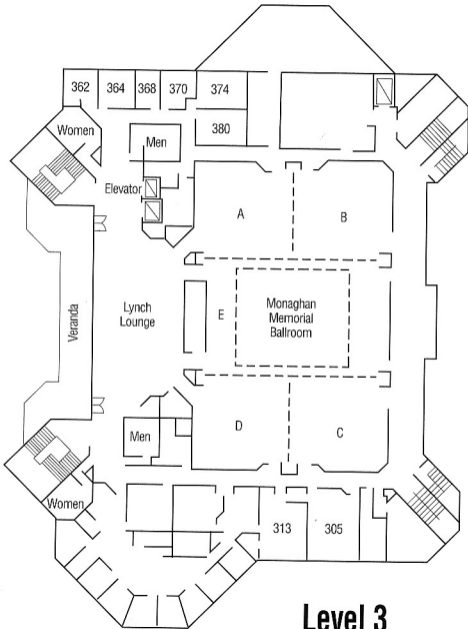 362
364
368
370
374
Women
Men
380
Elevator
A
B
Veranda
Lynch
Lounge
E
Monaghan
Memorial
Ballroom
Men
D
C
Women
313
305
Level 3